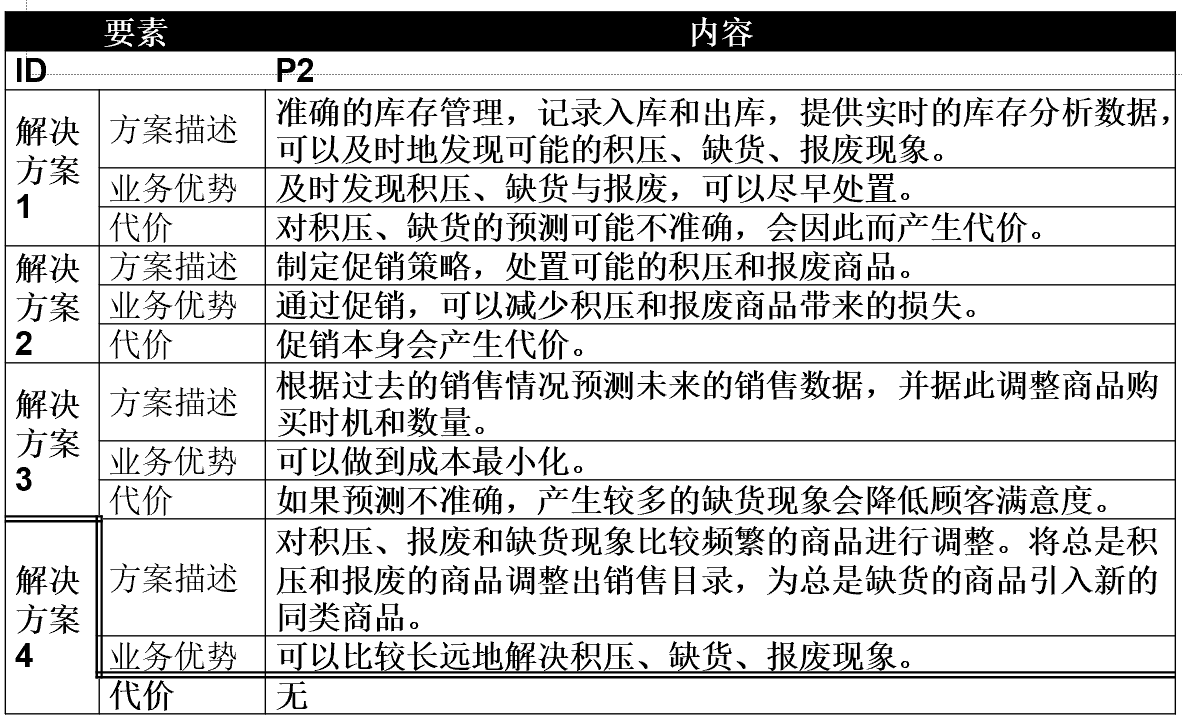 要素 内容
ID P2
解决方案1
方案描述 准确的库存管理，记录入库和出库，提供实时的库存分析数据，
可以及时地发现可能的积压、缺货、报废现象。
业务优势 及时发现积压、缺货与报废，可以尽早处置。
代价 对积压、缺货的预测可能不准确，会因此而产生代价。
解决方案2
方案描述 制定促销策略，处置可能的积压和报废商品。
业务优势 通过促销，可以减少积压和报废商品带来的损失。
代价 促销本身会产生代价。
解决方案3
方案描述 根据过去的销售情况预测未来的销售数据，并据此调整商品购
买时机和数量。
业务优势 可以做到成本最小化。
代价 如果预测不准确，产生较多的缺货现象会降低顾客满意度。
解决方案4
方案描述 对积压、报废和缺货现象比较频繁的商品进行调整。将总是积
压和报废的商品调整出销售目录，为总是缺货的商品引入新的
同类商品。
业务优势 可以比较长远地解决积压、缺货、报废现象。
代价 无